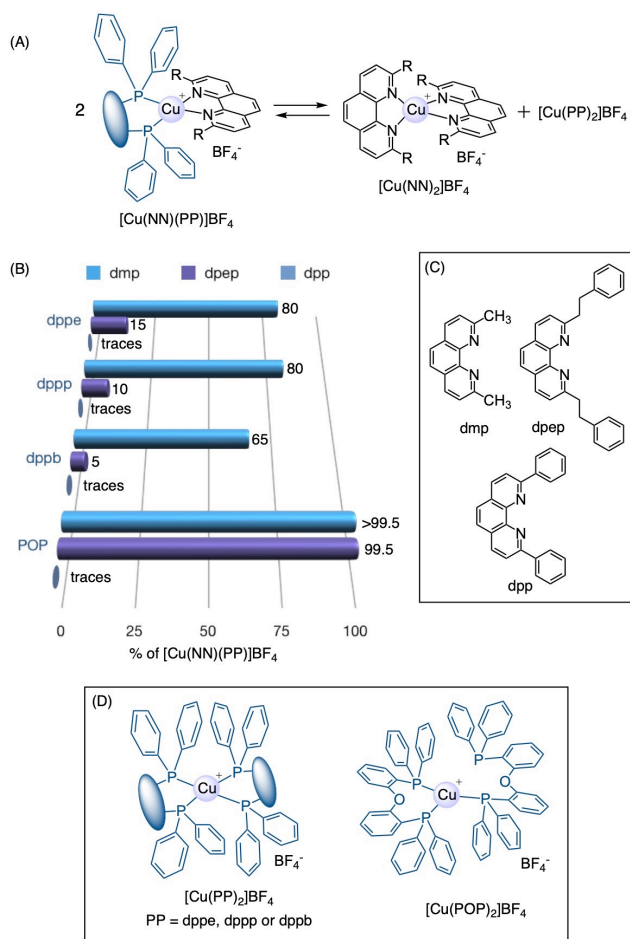 (A)
P
P
2
Cu
+
N
N
R
R
BF4-
[Cu(NN)(PP)]BF4
R
R
N
N
Cu
+
N
N
R
R
BF4-
[Cu(NN)2]BF4
+ [Cu(PP)2]BF4
(B)
dmp dpep dpp
dppe
80
15
traces
dppp
80
10
traces
dppb
65
5
traces
POP
>99.5
99.5
traces
0 25 50 75 100
% of [Cu(NN)(PP)]BF4
(C)
CH3
N
N
CH3
dmp
N
N
dpep
N
N
dpp
(D)
P
P
Cu
+
P
P
BF4-
[Cu(PP)2]BF4
PP = dppe, dppp or dppb
P
O
P
Cu
+
P
P
O
BF4-
[Cu(POP)2]BF4